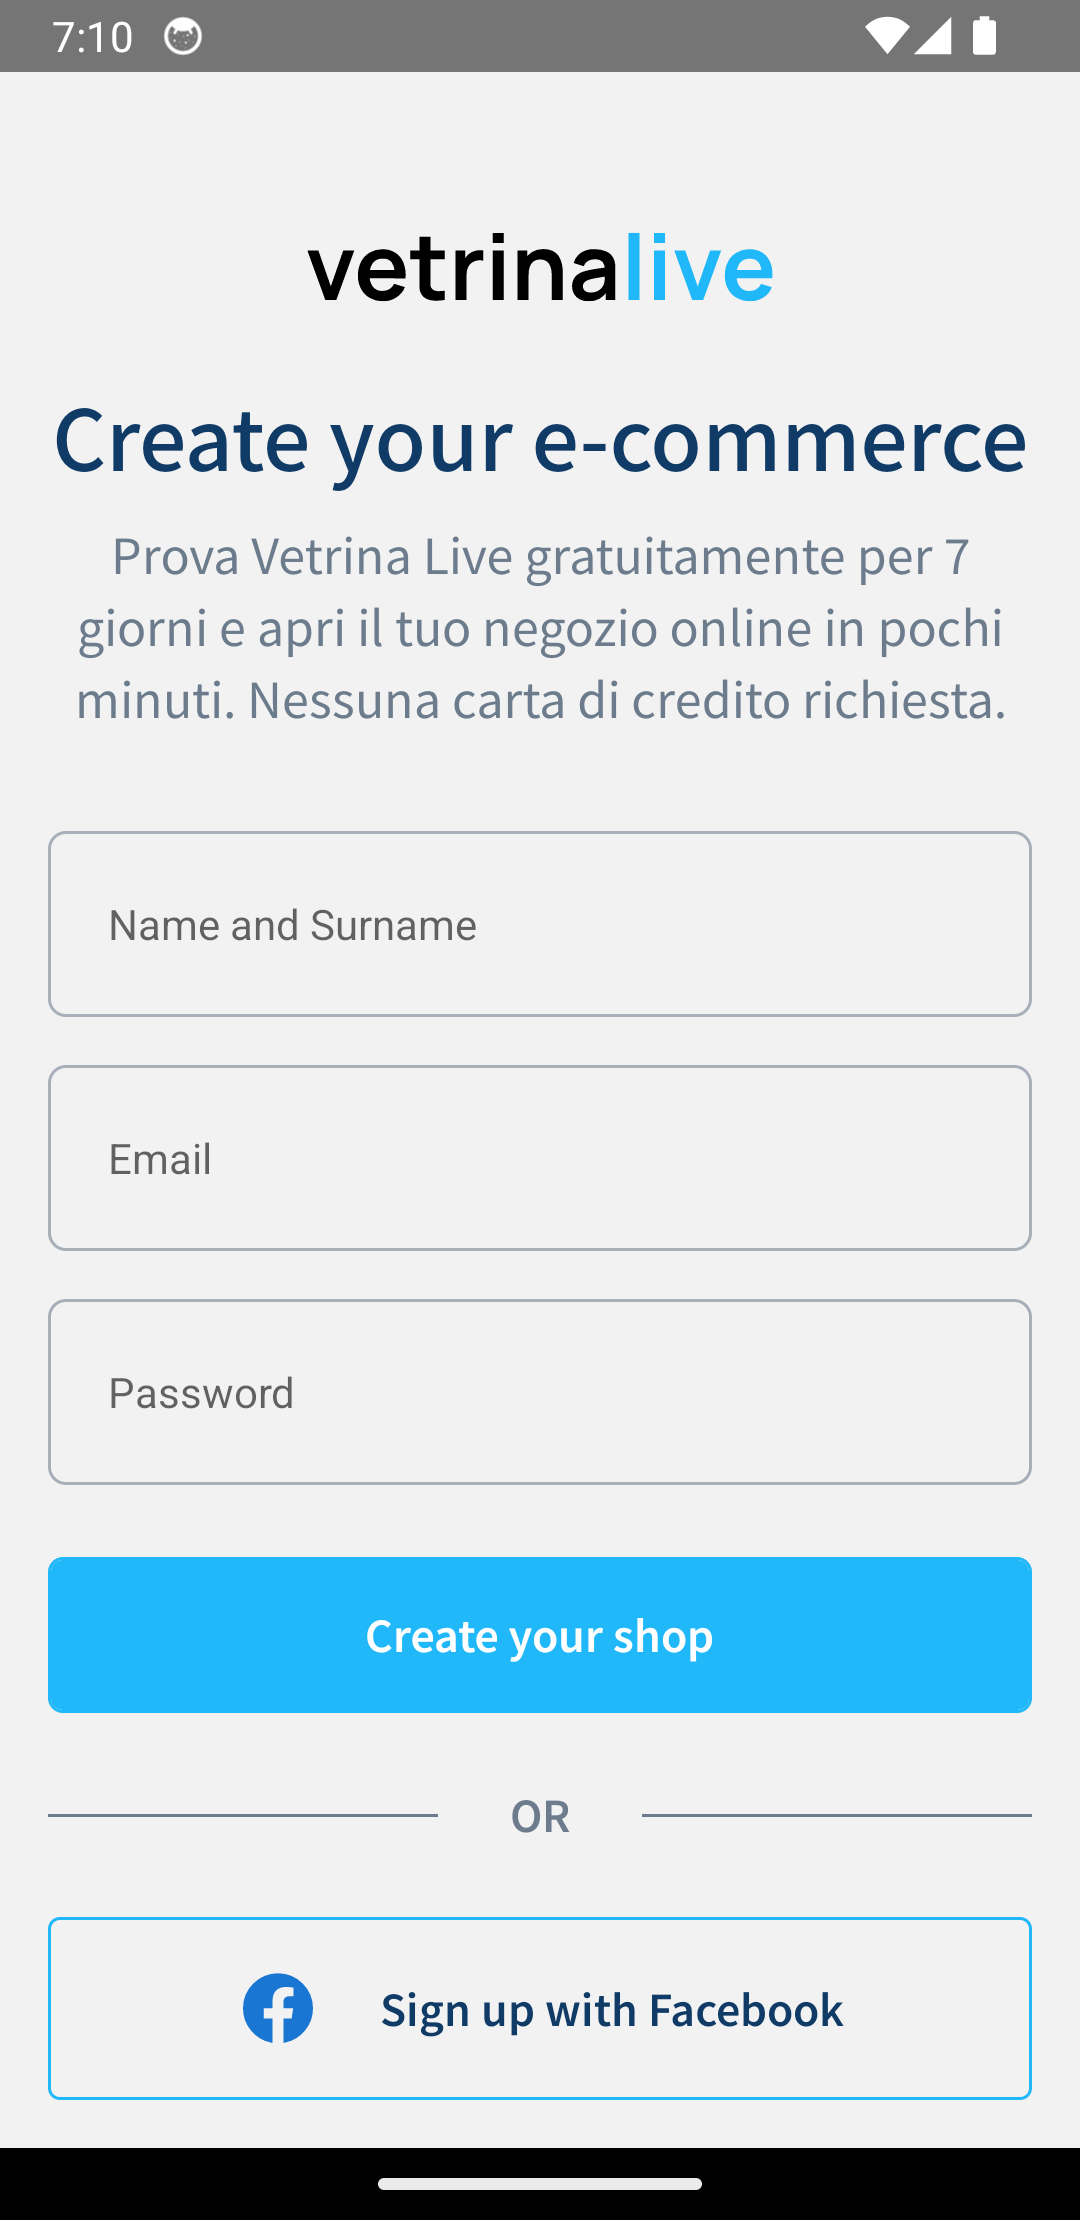 7:10
vetrinalive
Create your e-commerce
Prova Vetrina Live gratuitamente per 7
giorni e apri il tuo negozio online in pochi
minuti. Nessuna carta di credito richiesta.
Name and Surname
Email
Password
Create your shop
OR
Sign up with Facebook